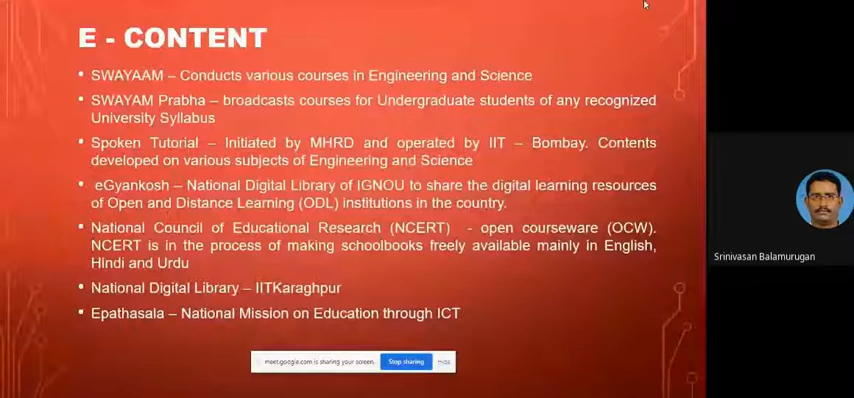 E - CONTENT
• SWAYAAM – Conducts various courses in Engineering and Science
• SWAYAM Prabha – broadcasts courses for Undergraduate students of any recognized
University Syllabus
• Spoken Tutorial – Initiated by MHRD and operated by IIT – Bombay. Contents
developed on various subjects of Engineering and Science
• eGyankosh – National Digital Library of IGNOU to share the digital learning resources
of Open and Distance Learning (ODL) institutions in the country.
• National Council of Educational Research (NCERT) - open courseware (OCW).
NCERT is in the process of making schoolbooks freely available mainly in English,
Hindi and Urdu
• National Digital Library – IITKaraghpur
• Epathasala – National Mission on Education through ICT
meet.google.com is sharing your screen. Stop sharing Hide
Srinivasan Balamurugan